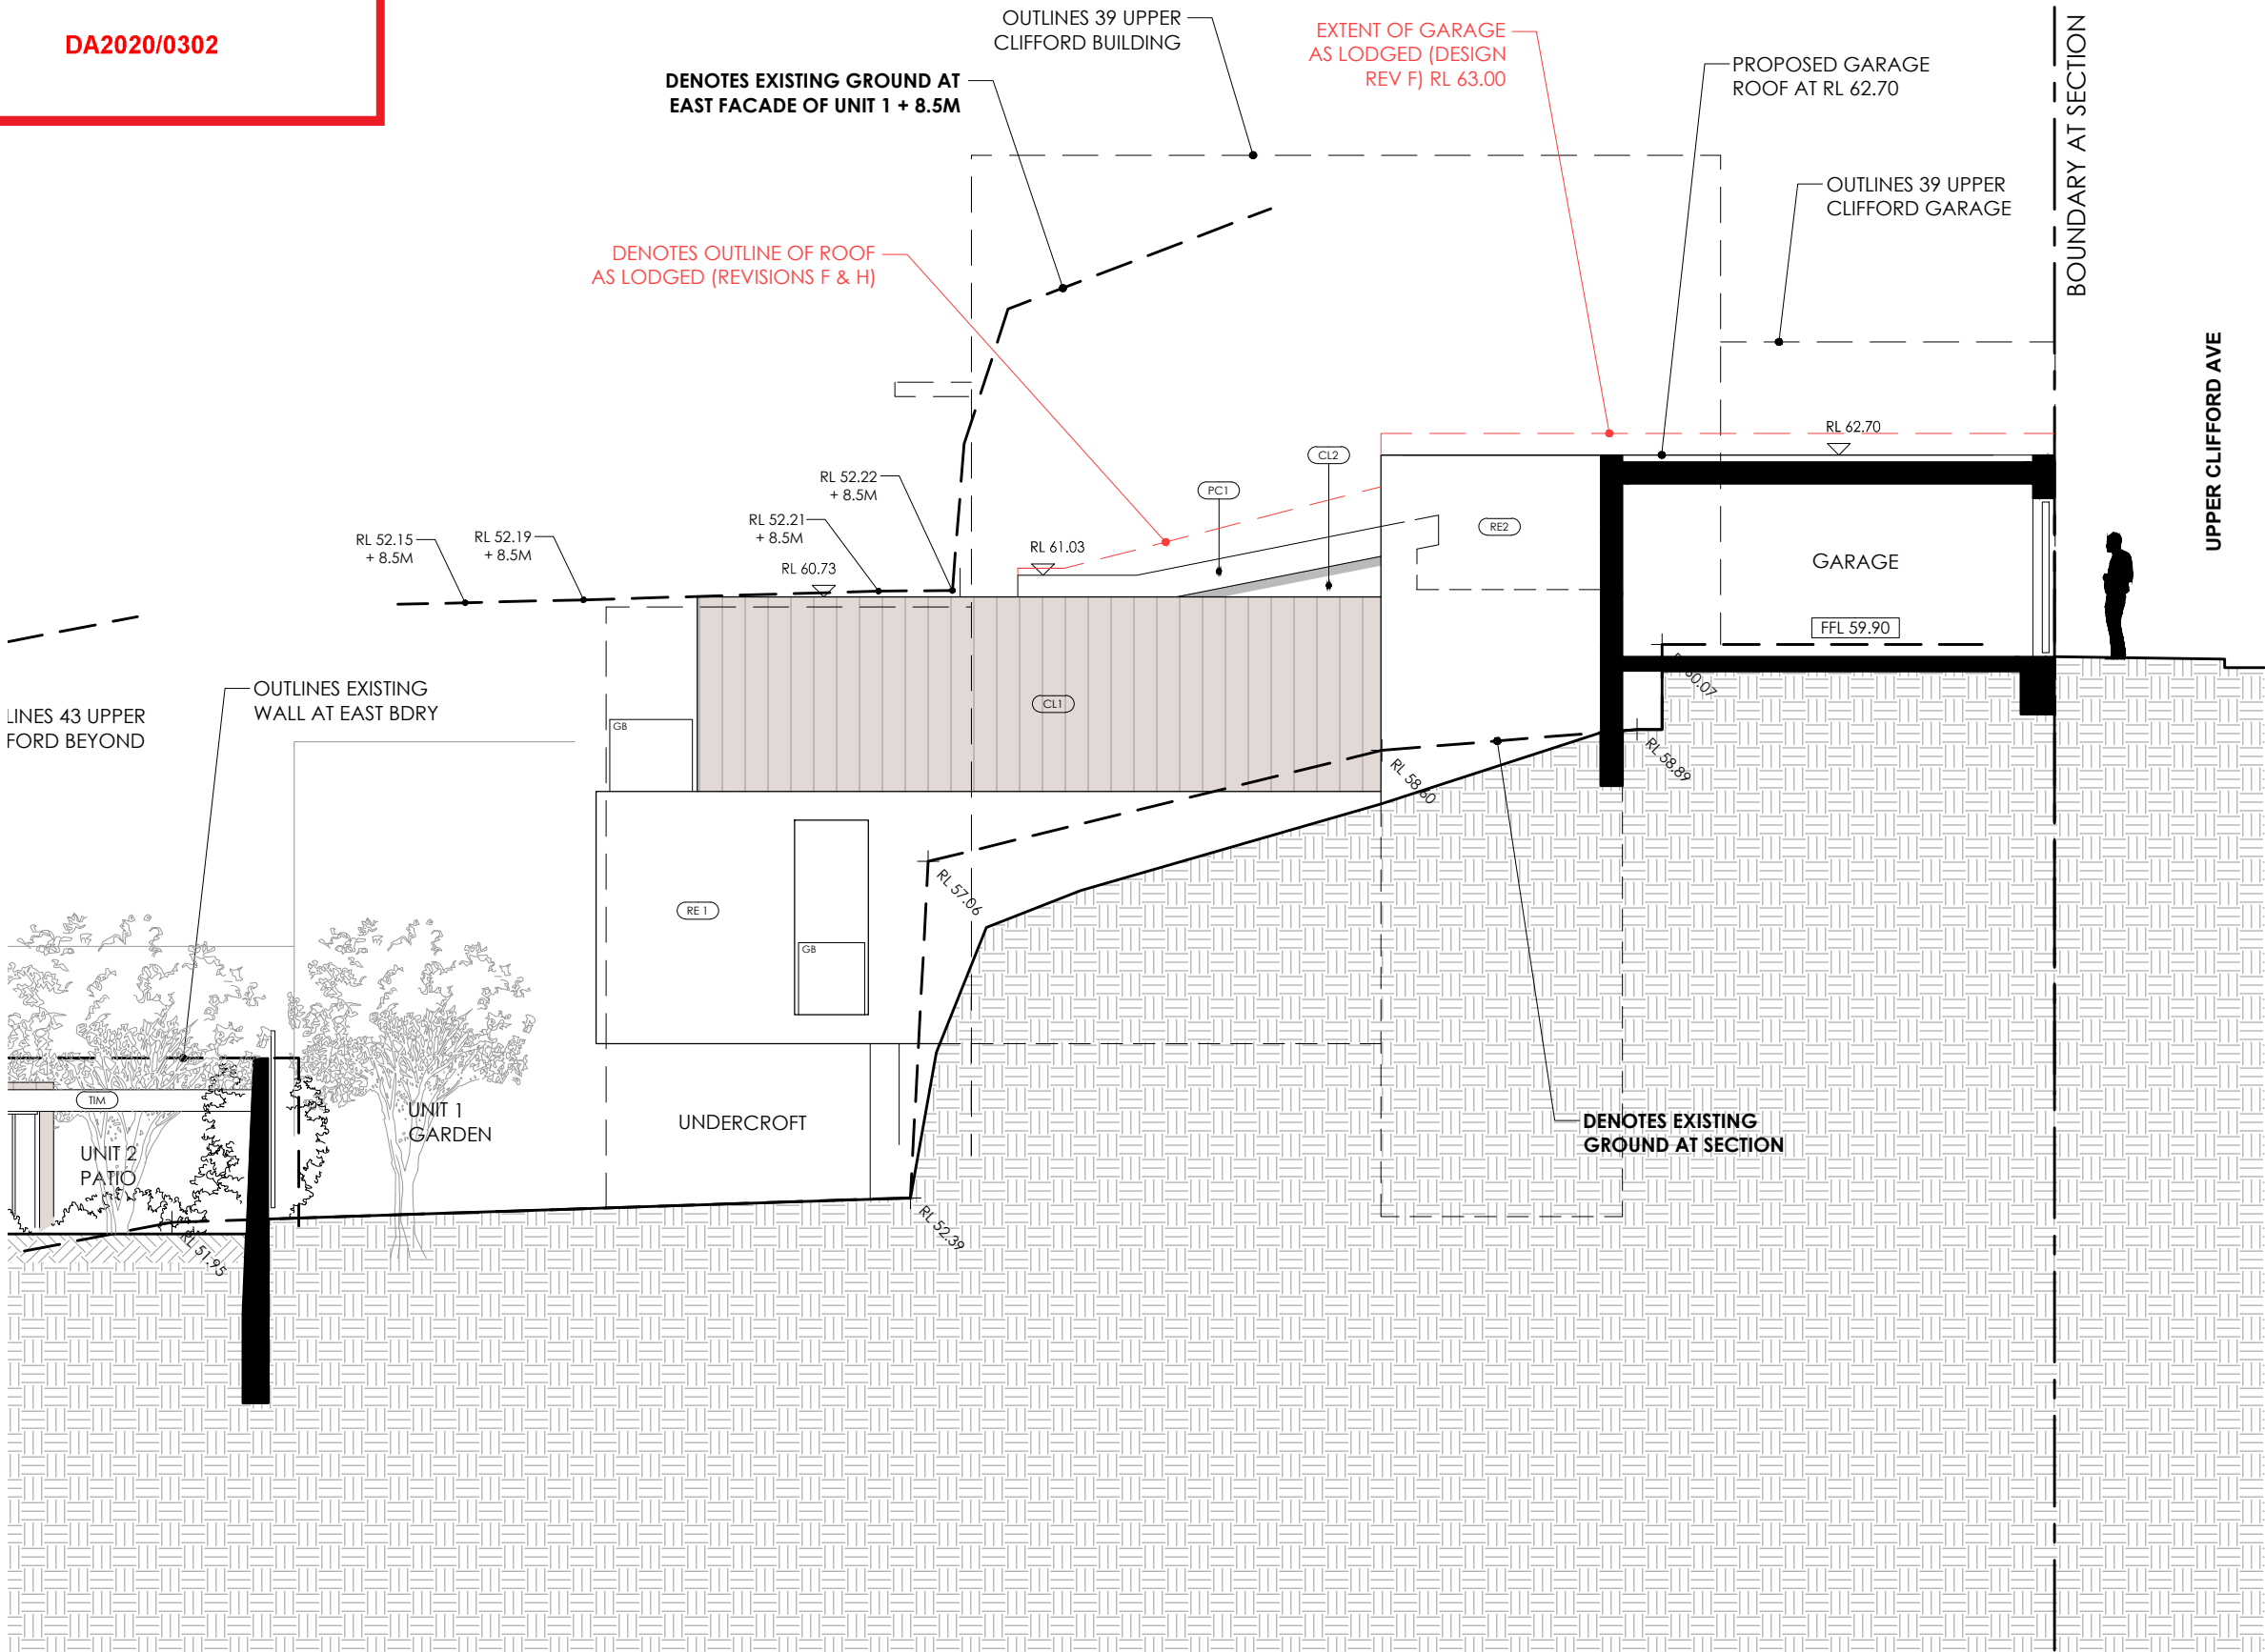 DA2020/0302
OUTLINES 39 UPPER
CLIFFORD BUILDING
EXTENT OF GARAGE
AS LODGED (DESIGN
REV F) RL 63.00
PROPOSED GARAGE
ROOF AT RL 62.70
BOUNDARY AT SECTION
DENOTES EXISTING GROUND AT
EAST FACADE OF UNIT 1 + 8.5M
OUTLINES 39 UPPER
CLIFFORD GARAGE
DENOTES OUTLINE OF ROOF
AS LODGED (REVISIONS F & H)
UPPER CLIFFORD AVE
RL 62.70
CL2
PC1
RE2
RL 52.22
+ 8.5M
RL 52.21
+ 8.5M
RL 52.19
+ 8.5M
RL 52.15
+ 8.5M
RL 61.03
RL 60.73
GARAGE
FFL 59.90
OUTLINES EXISTING
WALL AT EAST BDRY
LINES 43 UPPER
FORD BEYOND
CL1
GB
0.07
RL 58.89
RL 58.60
RL 57.06
RE 1
GB
TIM
UNIT 1
GARDEN
UNDERCROFT
UNIT 2
PATIO
DENOTES EXISTING
GROUND AT SECTION
RL 52.39
RL 51.95